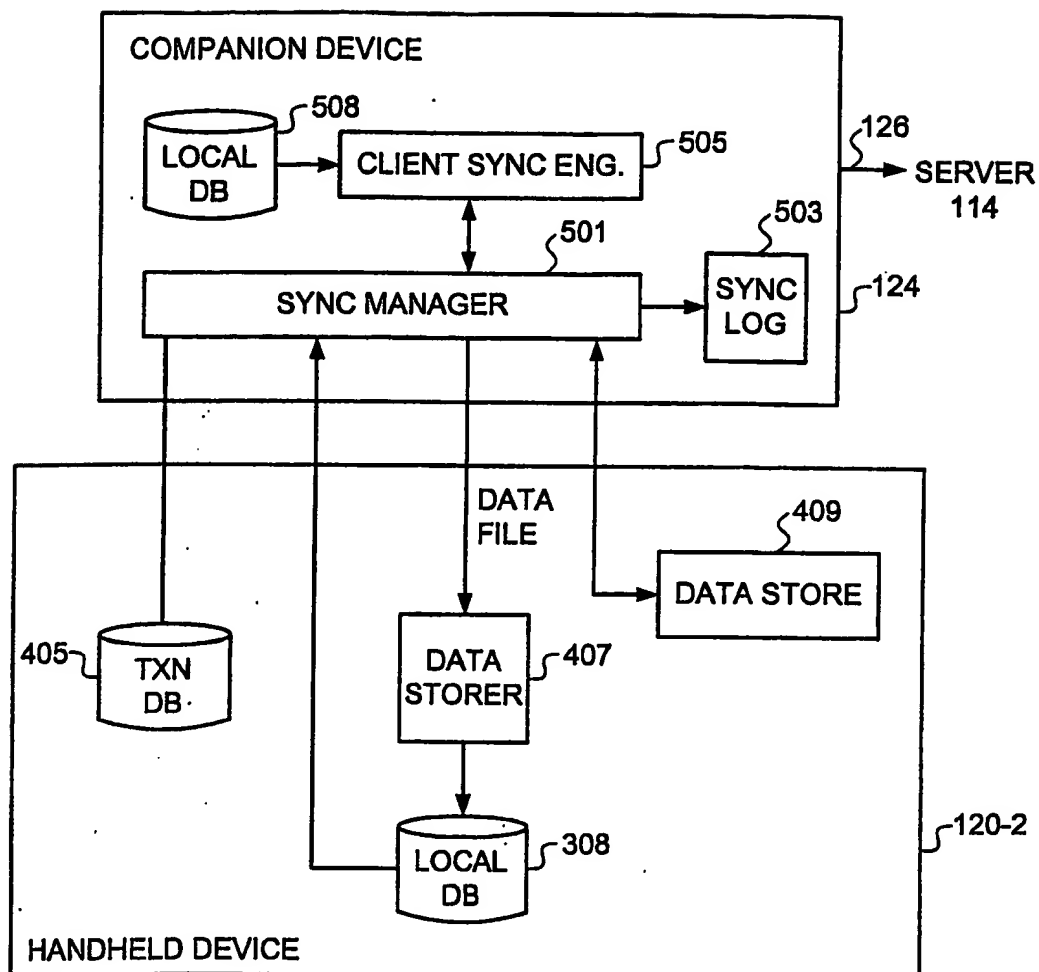 COMPANION DEVICE
508
LOCAL
DB
CLIENT SYNC ENG.
505
126
SERVER
114
501
503
SYNC MANAGER
SYNC
LOG
124
DATA
FILE
409
DATA STORE
405
TXN
DB
DATA
STORER
407
LOCAL
DB
308
120-2
HANDHELD DEVICE